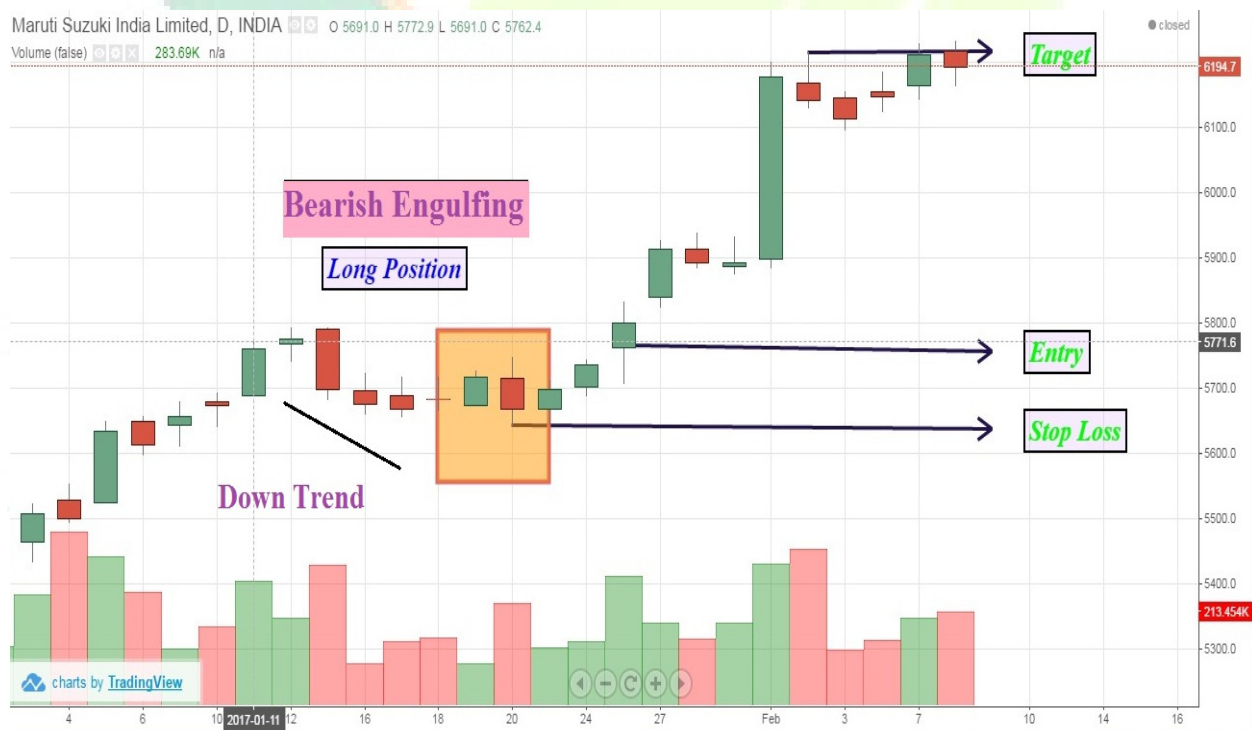 Maruti Suzuki India Limited, D, INDIA O 5691.0 H 5772.9 L 5691.0 C 5762.4
closed
Volume (false) 283.69K n/a
Target
6194.7
6100.0
6000.0
Bearish Engulfing
Long Position
5900.0
5800.0
5771.6
Entry
5700.0
Stop Loss
5600.0
Down Trend
5500.0
5400.0
213.454K
5300.0
charts by TradingView
4 6 10 2017-01-11 12 16 18 20 24 27 Feb 3 7 10 14 16